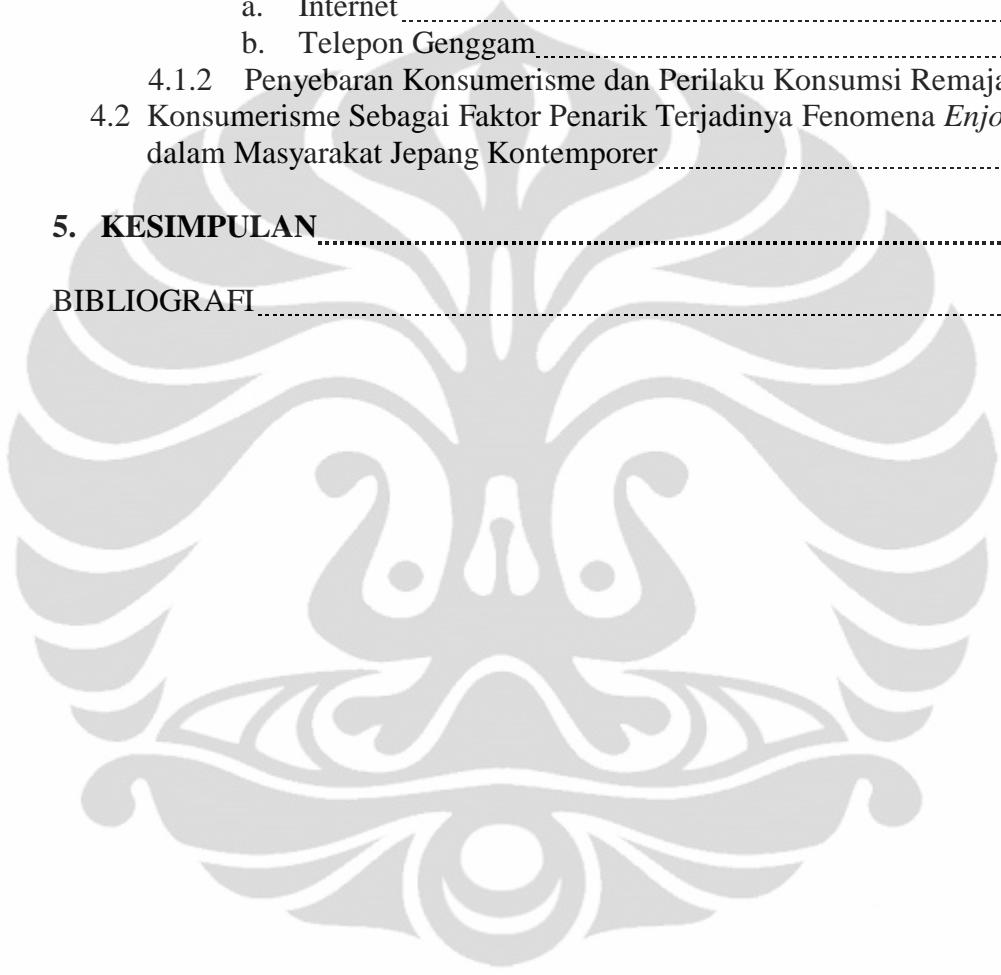 a. Internet
b. Telepon Genggam
4.1.2 Penyebaran Konsumerisme dan Perilaku Konsumsi Remaja
4.2 Konsumerisme Sebagai Faktor Penarik Terjadinya Fenomena
dalam Masyarakat Jepang Kontemporer
5. KESIMPULAN
BIBLIOGRAFI